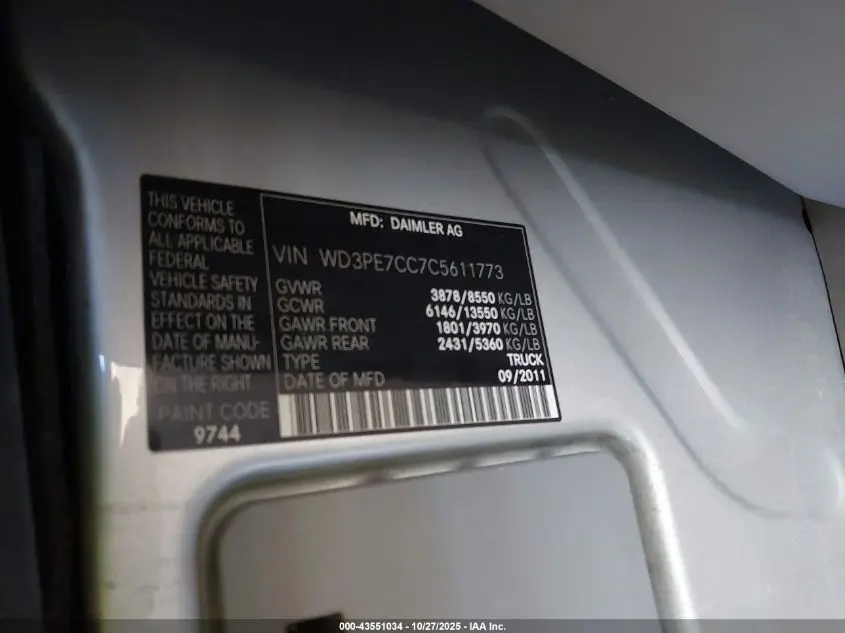 THIS VEHICLE
CONFORMS TO
ALL APPLICABLE
FEDERAL
VEHICLE SAFETY
STANDARDS IN
EFFECT ON THE
DATE OF MANU-
FACTURE SHOWN
ON THE RIGHT
PAINT CODE
9744
MFD: DAIMLER AG
VIN WD3PE7CC7C5611773
GVWR 3878/8550 KG/LB
GCWR 6146/13550 KG/LB
GAWR FRONT 1801/3970 KG/LB
GAWR REAR 2431/5360 KG/LB
TYPE TRUCK
DATE OF MFD 09/2011
000-43551034 - 10/27/2025 - IAA Inc.